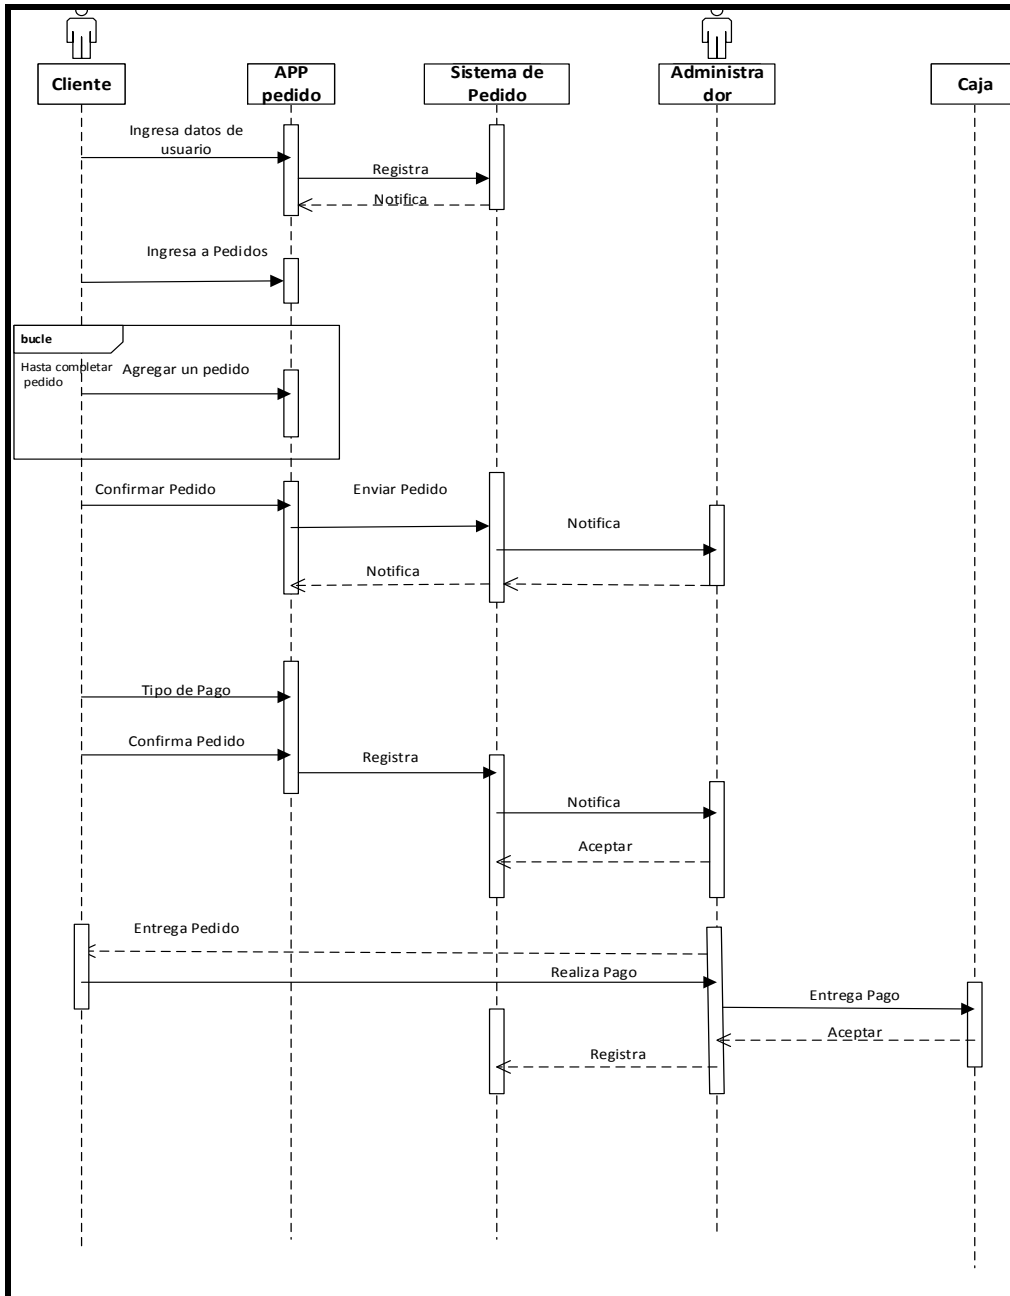 Cliente
APP
pedido
Sistema de
Pedido
Administra
dor
Caja
Ingresa datos de
usuario
Registra
Notifica
Ingresa a Pedidos
bucle
Hasta completar
pedido
Agregar un pedido
Confirmar Pedido
Enviar Pedido
Notifica
Notifica
Tipo de Pago
Confirma Pedido
Registra
Notifica
Aceptar
Entrega Pedido
Realiza Pago
Entrega Pago
Aceptar
Registra